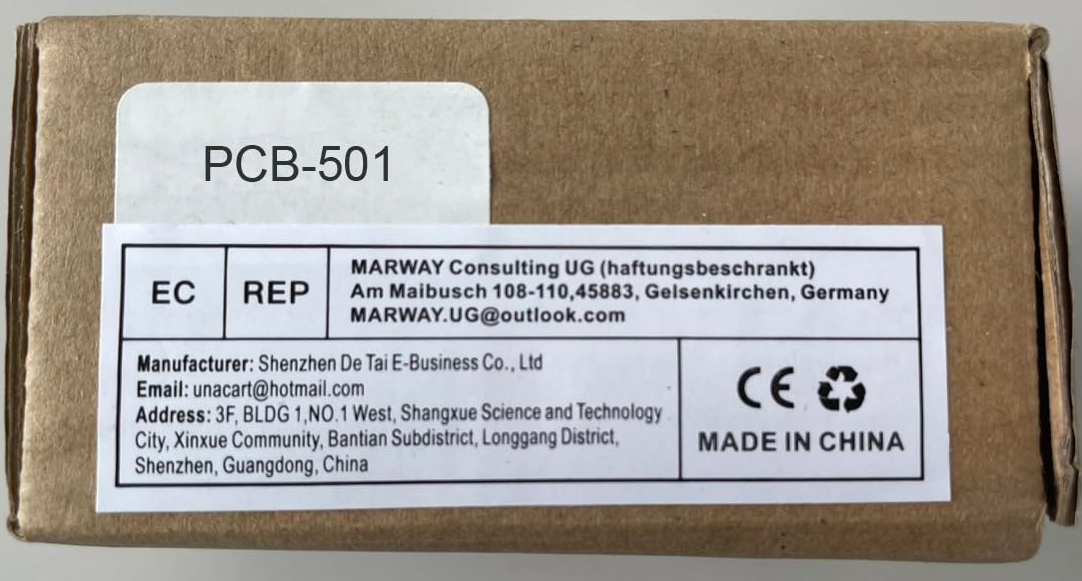 PCB-501
EC
REP
MARWAY Consulting UG (haftungsbeschrankt)
Am Maibusch 108-110,45883, Gelsenkirchen, Germany
MARWAY.UG@outlook.com
Manufacturer: Shenzhen De Tai E-Business Co., Ltd
Email: unacart@hotmail.com
Address: 3F, BLDG 1,NO.1 West, Shangxue Science and Technology
City, Xinxue Community, Bantian Subdistrict, Longgang District,
Shenzhen, Guangdong, China
CE
MADE IN CHINA